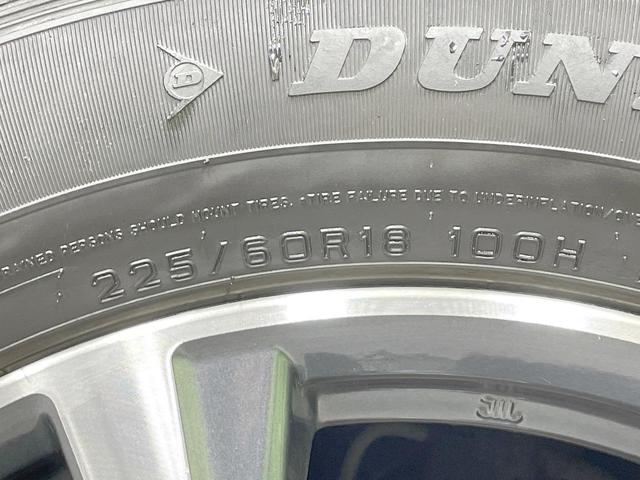 DUN
RAINED PERSONS SHOULD MOUNT TIRES. •TIRE FAILURE DUE TO UNDERINFLATION/OVE
225/60R18 100H